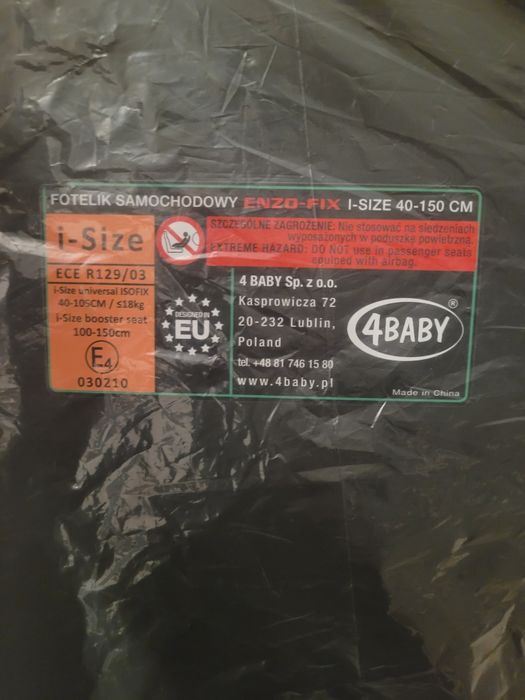 FOTELIK SAMOCHODOWY ENZO-FIX I-SIZE 40-150 CM
i-Size
ECE R129/03
i-Size universal ISOFIX
40-105CM / ≤18kg
i-Size booster seat
100-150cm
E4
030210
SZCZEGÓLNE ZAGROŻENIE: Nie stosować na siedzeniach
wyposażonych w poduszkę powietrzną.
EXTREME HAZARD: DO NOT use in passenger seats
equiped with airbag.
DESIGNED IN
EU
4 BABY Sp. z o.o.
Kasprowicza 72
20-232 Lublin,
Poland
tel. +48 81 746 15 80
www.4baby.pl
4BABY®
Made in China